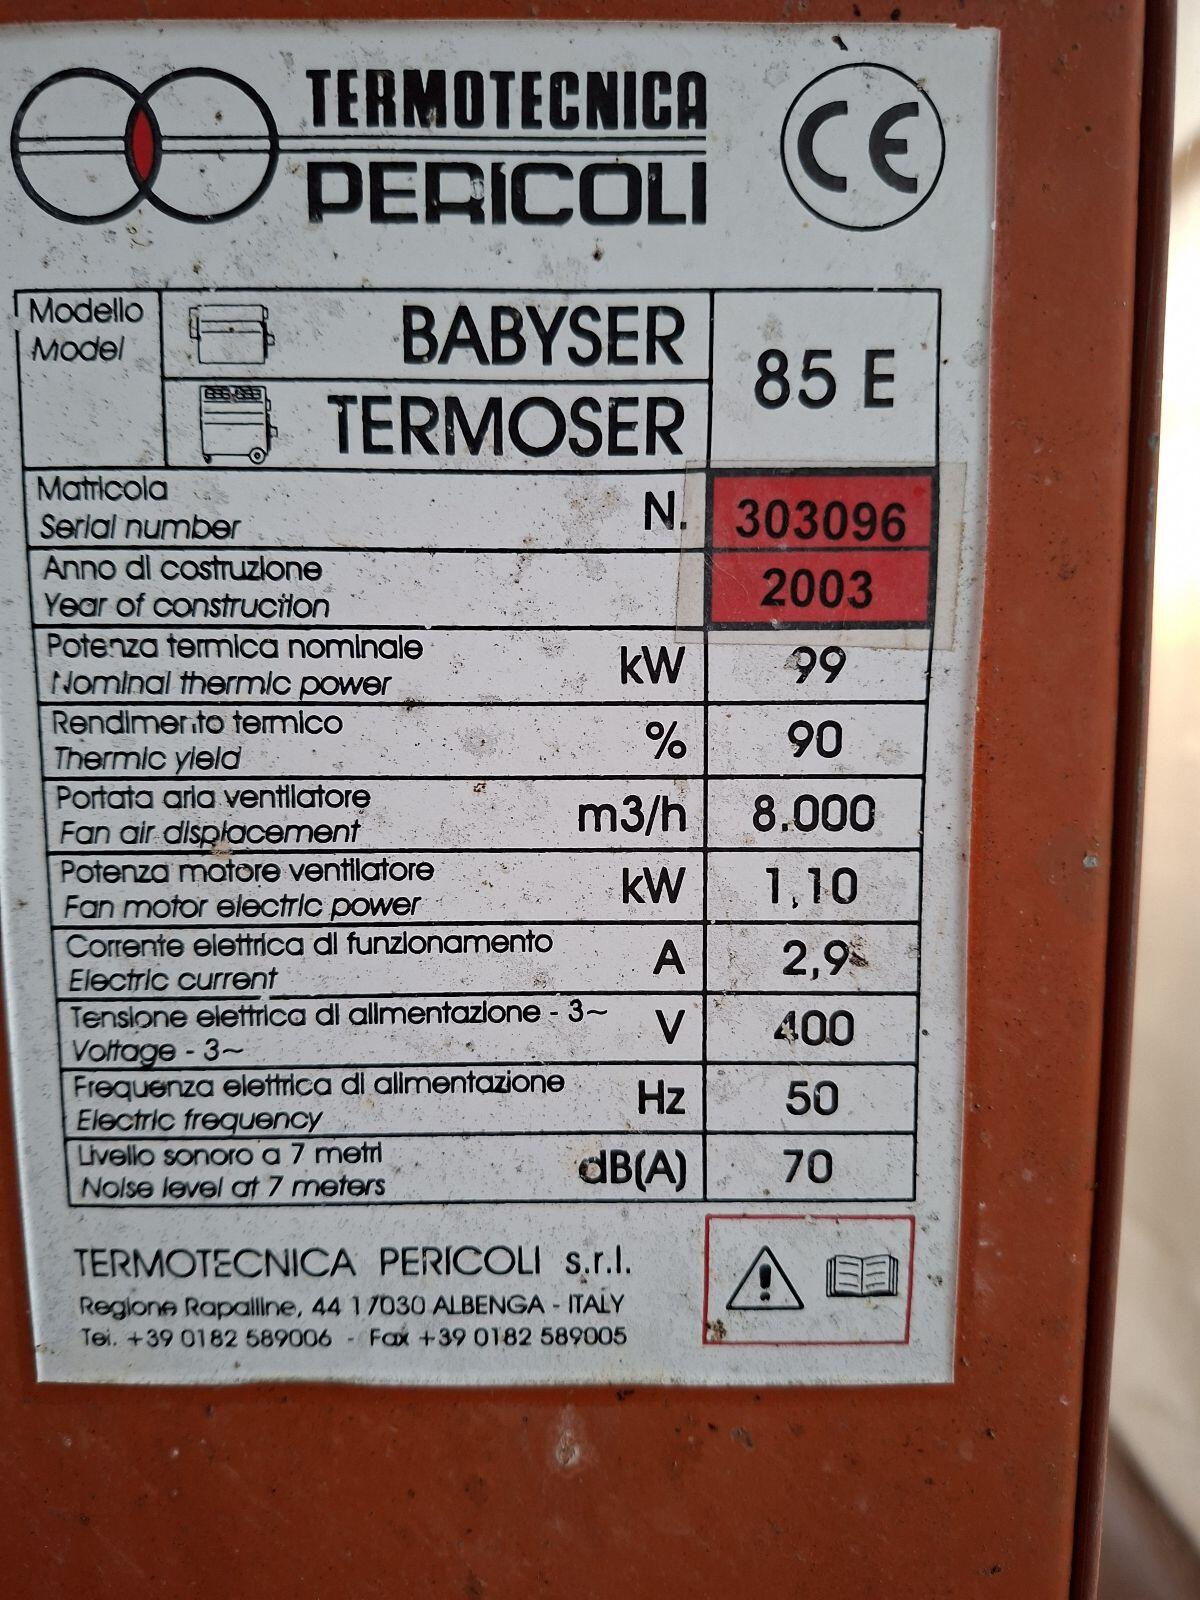 TERMOTECNICA
PERICOLI
CE
Modello
Model
BABYSER
TERMOSER
85 E
Matricola
Serial number
N.
303096
Anno di costruzione
Year of construction
2003
Potenza termica nominale
Nominal thermic power
kW
99
Rendimento termico
Thermic yield
%
90
Portata aria ventilatore
Fan air displacement
m3/h
8.000
Potenza motore ventilatore
Fan motor electric power
kW
1,10
Corrente elettrica di funzionamento
Electric current
A
2,9
Tensione elettrica di alimentazione - 3~
Voltage - 3~
V
400
Frequenza elettrica di alimentazione
Electric frequency
Hz
50
Livello sonoro a 7 metri
Noise level at 7 meters
dB(A)
70
TERMOTECNICA PERICOLI s.r.l.
Regione Rapalline, 44 17030 ALBENGA - ITALY
Tel. +39 0182 589006 - Fax +39 0182 589005